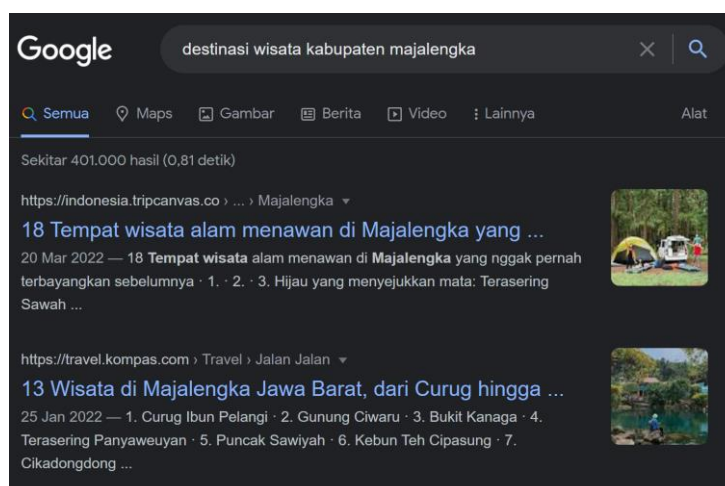 Google
destinasi wisata kabupaten majalengka
Semua Maps Gambar Berita Video Lainnya Alat
Sekitar 401.000 hasil (0,81 detik)
https://indonesia.tripcanvas.co › ... › Majalengka
18 Tempat wisata alam menawan di Majalengka yang ...
20 Mar 2022 — 18 Tempat wisata alam menawan di Majalengka yang nggak pernah
terbayangkan sebelumnya · 1. · 2. · 3. Hijau yang menyejukkan mata: Terasering
Sawah ...
https://travel.kompas.com › Travel › Jalan Jalan
13 Wisata di Majalengka Jawa Barat, dari Curug hingga ...
25 Jan 2022 — 1. Curug Ibun Pelangi · 2. Gunung Ciwaru · 3. Bukit Kanaga · 4.
Terasering Panyaweuyan · 5. Puncak Sawiyah · 6. Kebun Teh Cipasung · 7.
Cikadongdong ...